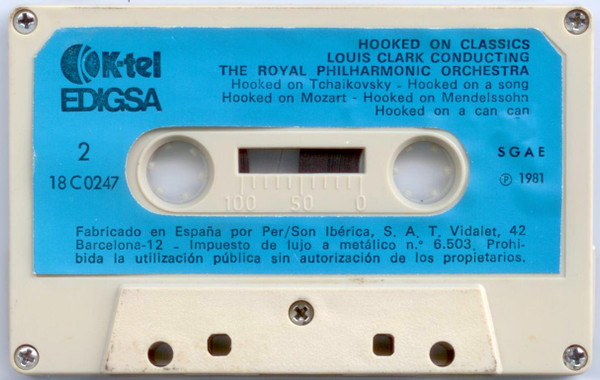 K-tel
EDIGSA
HOOKED ON CLASSICS
LOUIS CLARK CONDUCTING
THE ROYAL PHILHARMONIC ORCHESTRA
Hooked on Tchaikovsky - Hooked on a song
Hooked on Mozart - Hooked on Mendelssohn
Hooked on a can can
2
18 C0247
SGAE
℗ 1981
100 50 0
Fabricado en España por Per/Son Ibérica, S. A. T. Vidalet, 42
Barcelona-12 - Impuesto de lujo a metálico n.º 6.503. Prohi-
bida la utilización pública sin autorización de los propietarios.